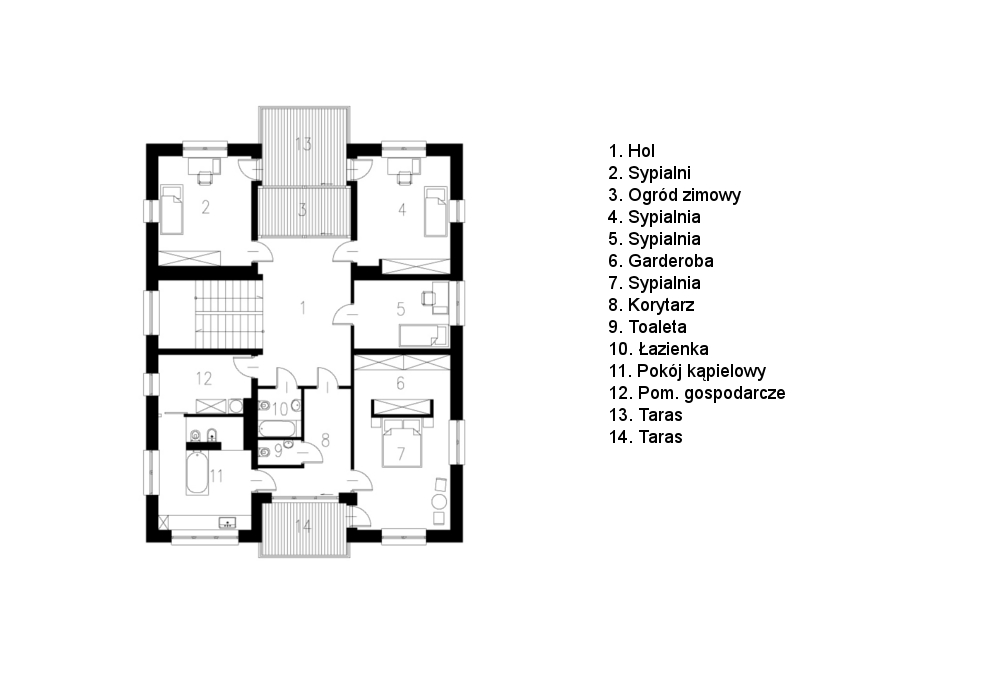 13
2
3
4
1
5
12
6
10
8
9
7
11
14
1. Hol
2. Sypialni
3. Ogród zimowy
4. Sypialnia
5. Sypialnia
6. Garderoba
7. Sypialnia
8. Korytarz
9. Toaleta
10. Łazienka
11. Pokój kąpielowy
12. Pom. gospodarcze
13. Taras
14. Taras